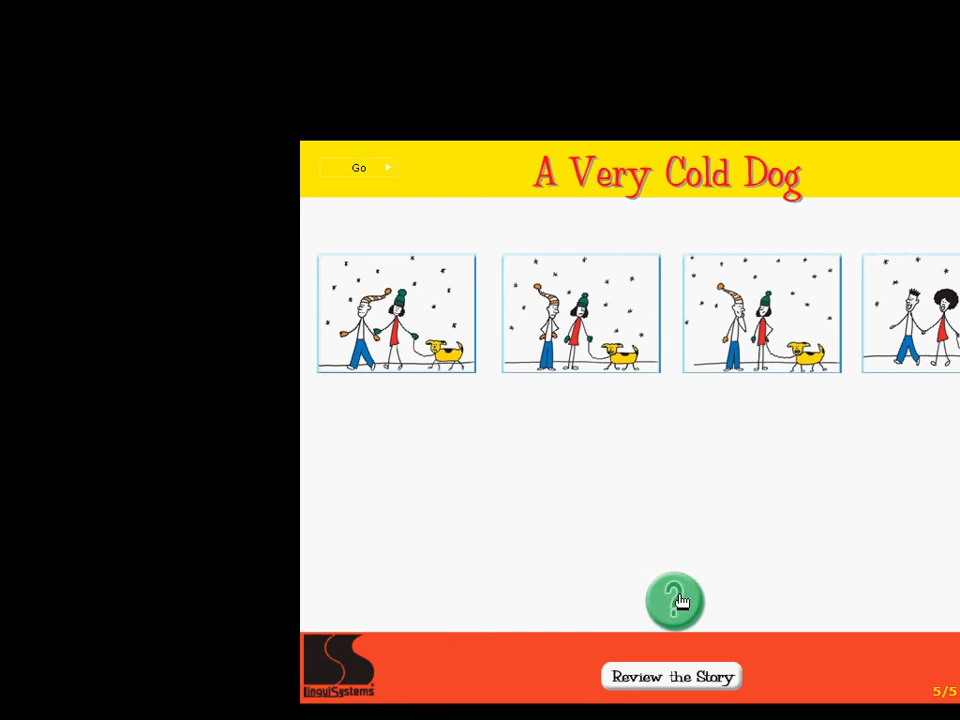 Go
A Very Cold Dog
?
LinguiSystems
Review the Story
5/5